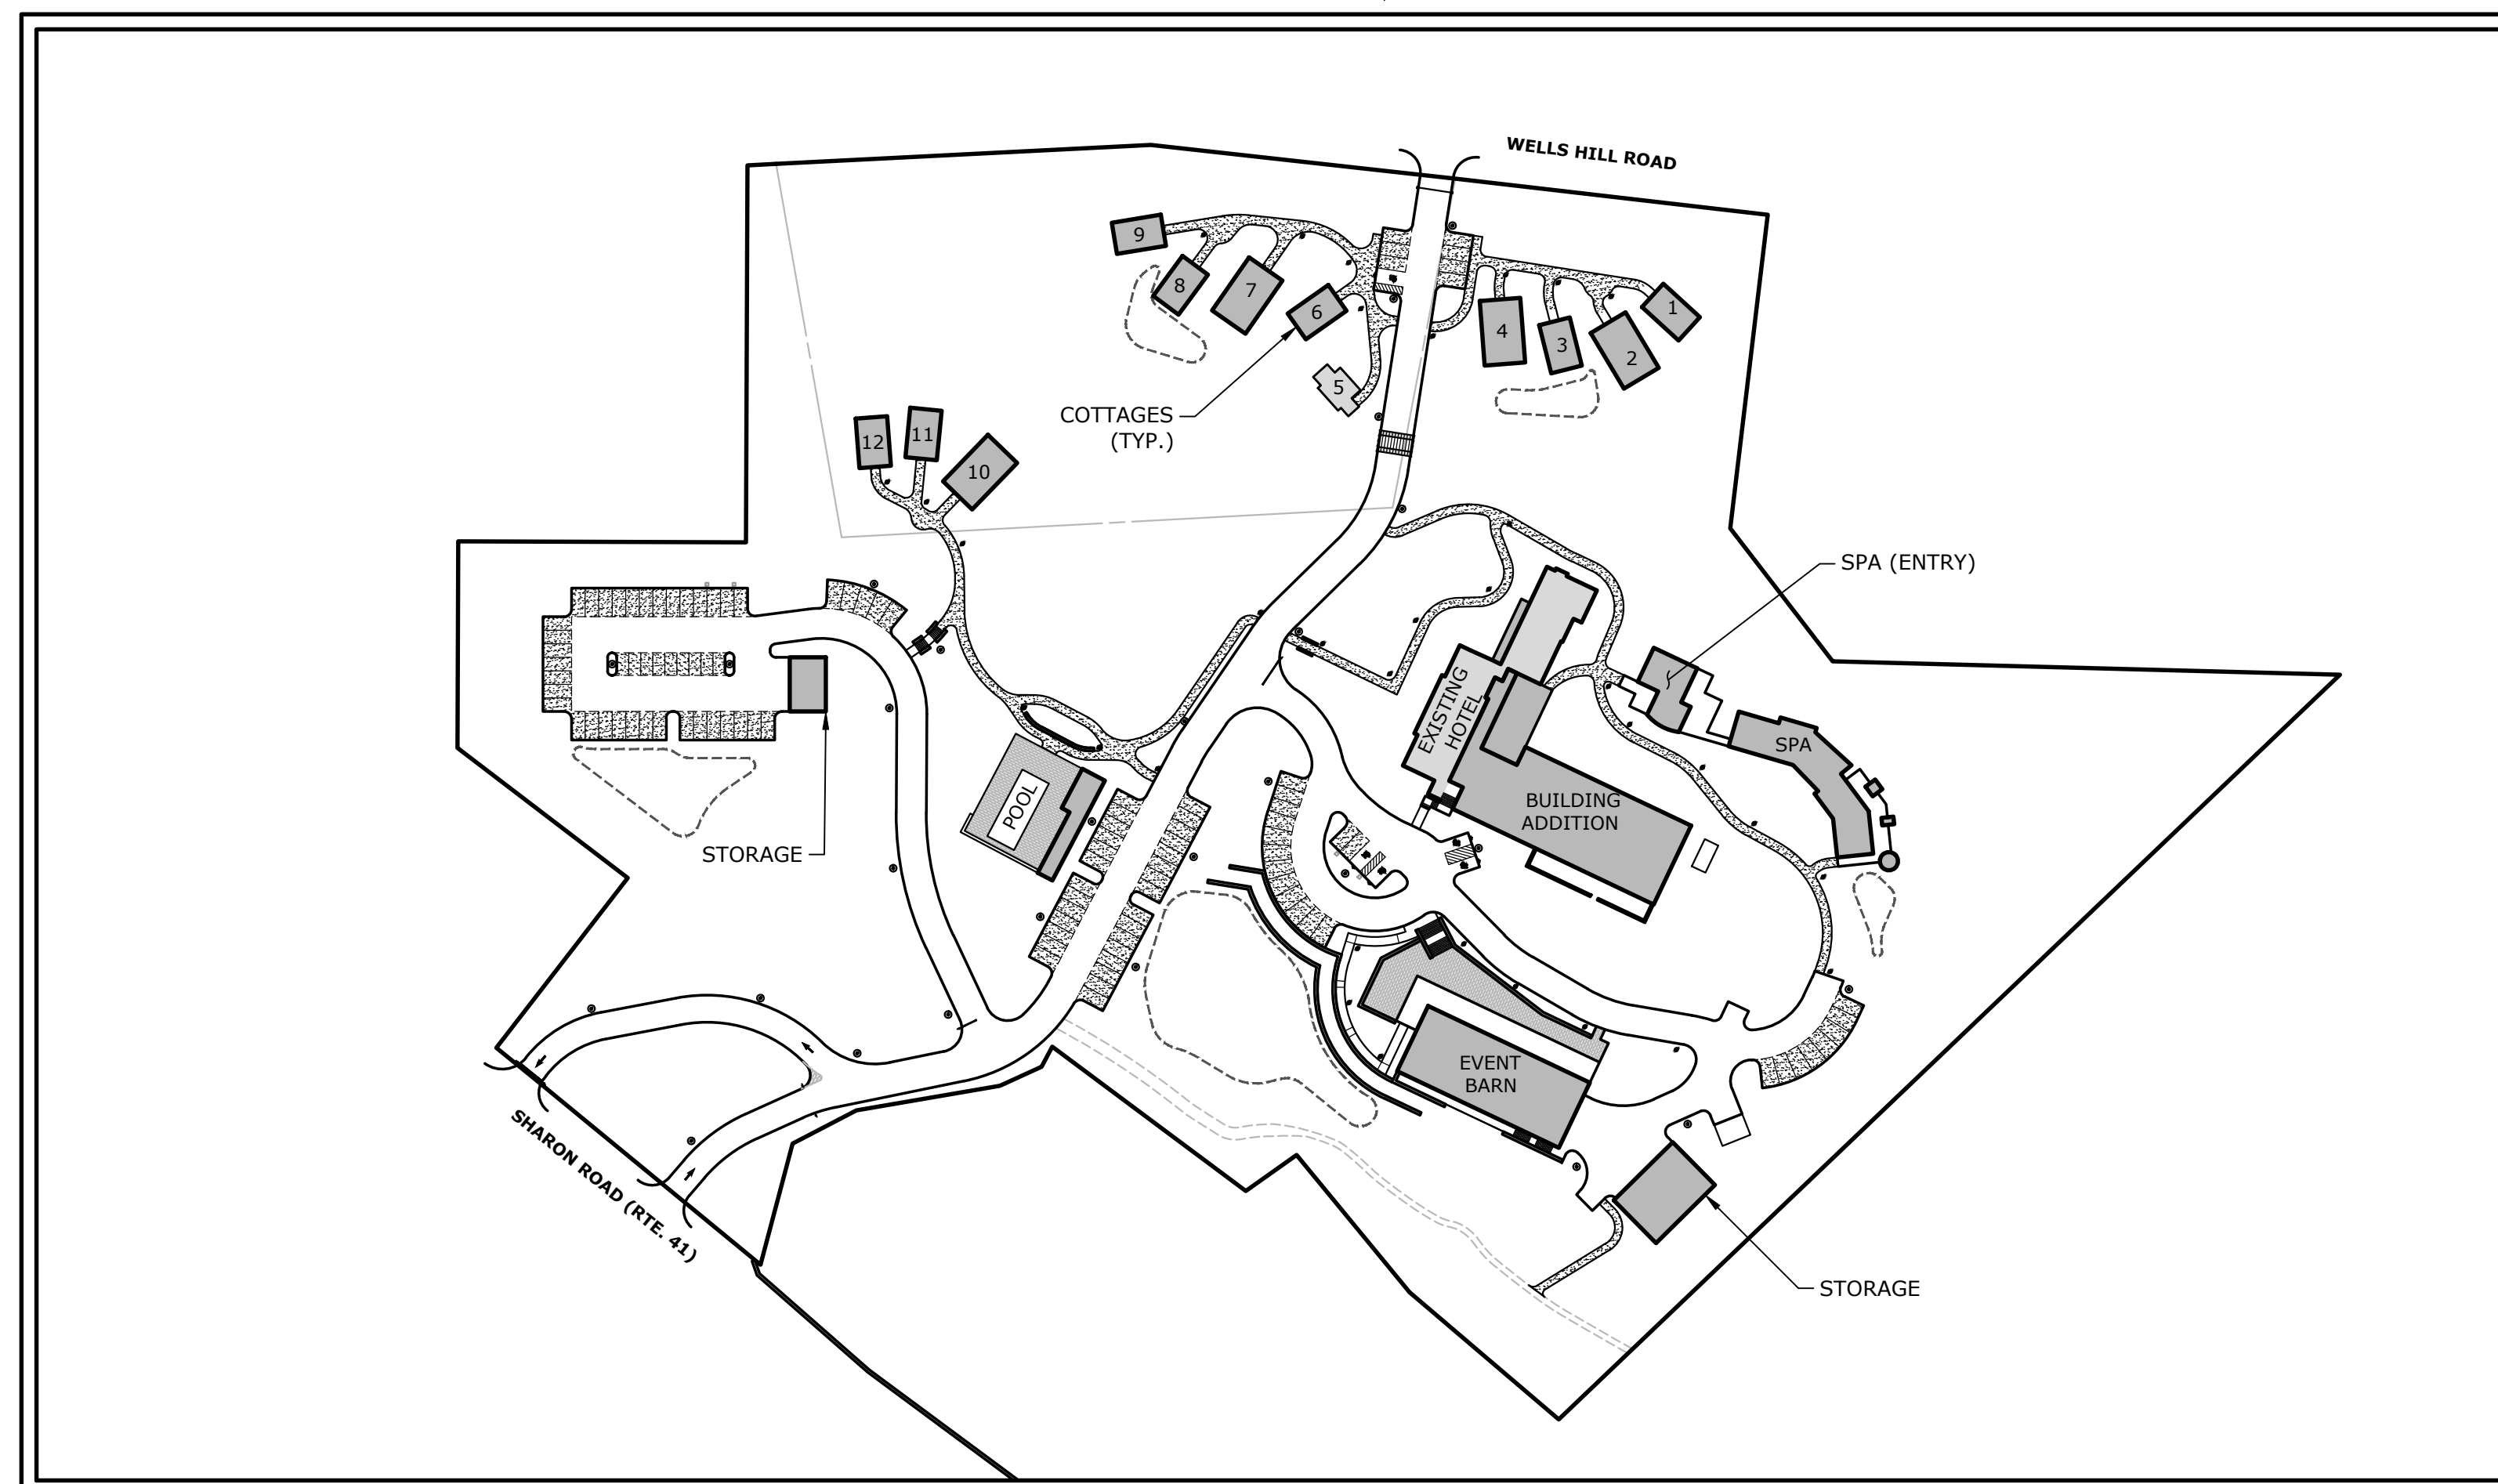 WELLS HILL ROAD
9
8
7
6
5
4
3
2
1
COTTAGES
(TYP.)
12
11
10
SPA (ENTRY)
EXISTING
HOTEL
SPA
BUILDING
ADDITION
POOL
STORAGE
EVENT
BARN
SHARON ROAD (RTE. 41)
STORAGE